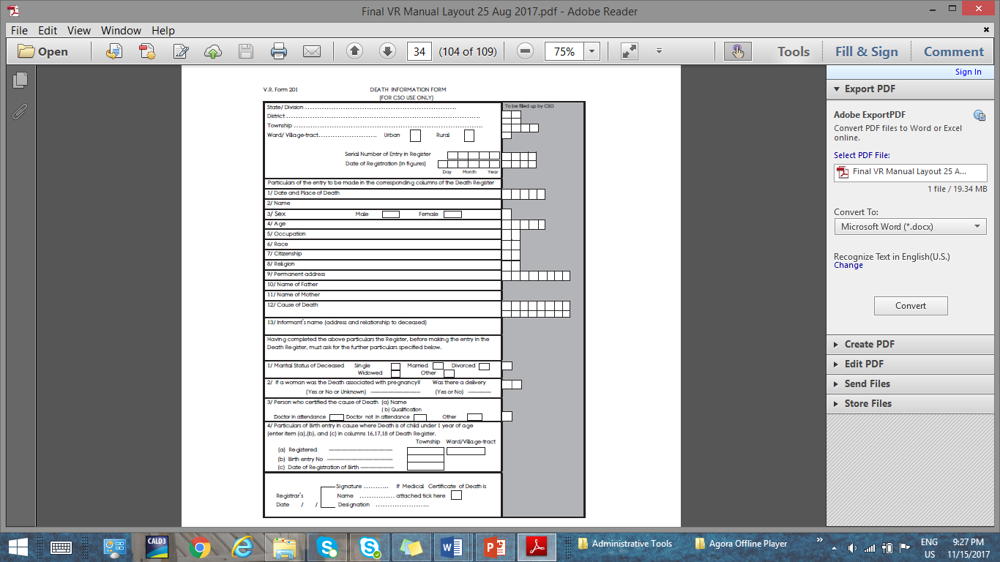 Final VR Manual Layout 25 Aug 2017.pdf - Adobe Reader
File Edit View Window Help
Open 34 (104 of 109) 75% Tools Fill & Sign Comment
Sign In
Export PDF
Adobe ExportPDF
Convert PDF files to Word or Excel
online.
Select PDF File:
Final VR Manual Layout 25 A...
1 file / 19.34 MB
Convert To:
Microsoft Word (*.docx)
Recognize Text in English(U.S.)
Change
Convert
Create PDF
Edit PDF
Send Files
Store Files
V.R. Form 201 DEATH INFORMATION FORM
(FOR CSO USE ONLY)
To be filled up by CSO
State/ Division ……………………………………………………
District ……………………………………………………………
Township ……………………………………………………………
Ward/ Village-tract……………………… Urban Rural
Serial Number of Entry in Register
Date of Registration (in figures)
Day Month Year
Particulars of the entry to be made in the corresponding columns of the Death Register
1/ Date and Place of Death
2/ Name
3/ Sex Male Female
4/ Age
5/ Occupation
6/ Race
7/ Citizenship
8/ Religion
9/ Permanent address
10/ Name of Father
11/ Name of Mother
12/ Cause of Death
13/ Informant's name (address and relationship to deceased)
Having completed the above particulars the Register, before making the entry in the
Death Register, must ask for the further particulars specified below.
1/ Marital Status of Deceased Single Married Divorced
Widowed Other
2/ If a woman was the Death associated with pregnancy? Was there a delivery
(Yes or No or Unknown) ——————— (Yes or No) ————
3/ Person who certified the cause of Death (a) Name
( b) Qualification
Doctor in attendance Doctor not in attendance Other
4/ Particulars of Birth entry in cause where Death is of child under 1 year of age
(enter item (a),(b), and (c) in columns 16,17,18 of Death Register.
Township Ward/Village-tract
(a) Registered —————————
(b) Birth entry No —————————
(c) Date of Registration of Birth —————
Signature ……….. If Medical Certificate of Death is
Registrar's Name …………… attached tick here
Date / / Designation ……………………
CALD3
Administrative Tools
Agora Offline Player
ENG
US
9:27 PM
11/15/2017